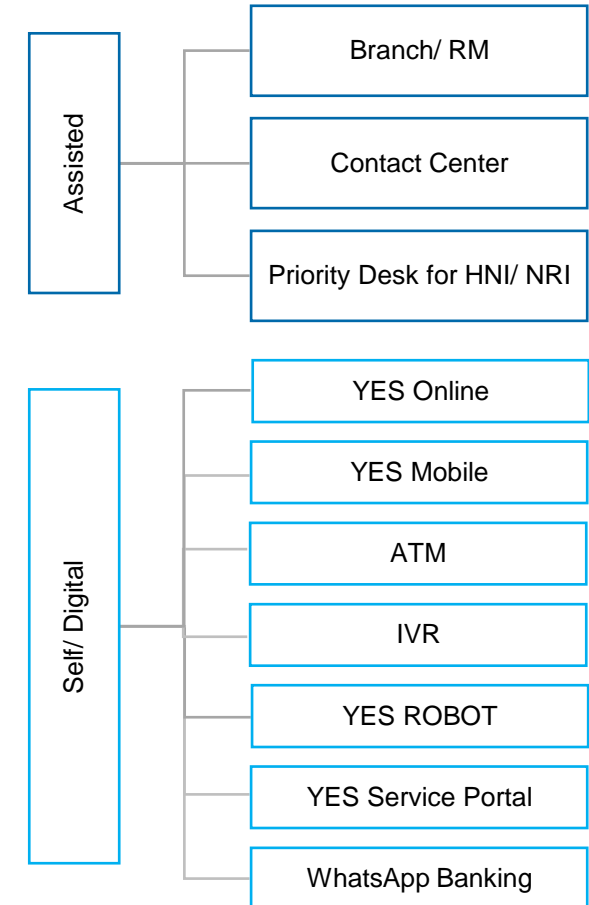 Assisted
Branch/ RM
Contact Center
Priority Desk for HNI/ NRI
Self/ Digital
YES Online
YES Mobile
ATM
IVR
YES ROBOT
YES Service Portal
WhatsApp Banking